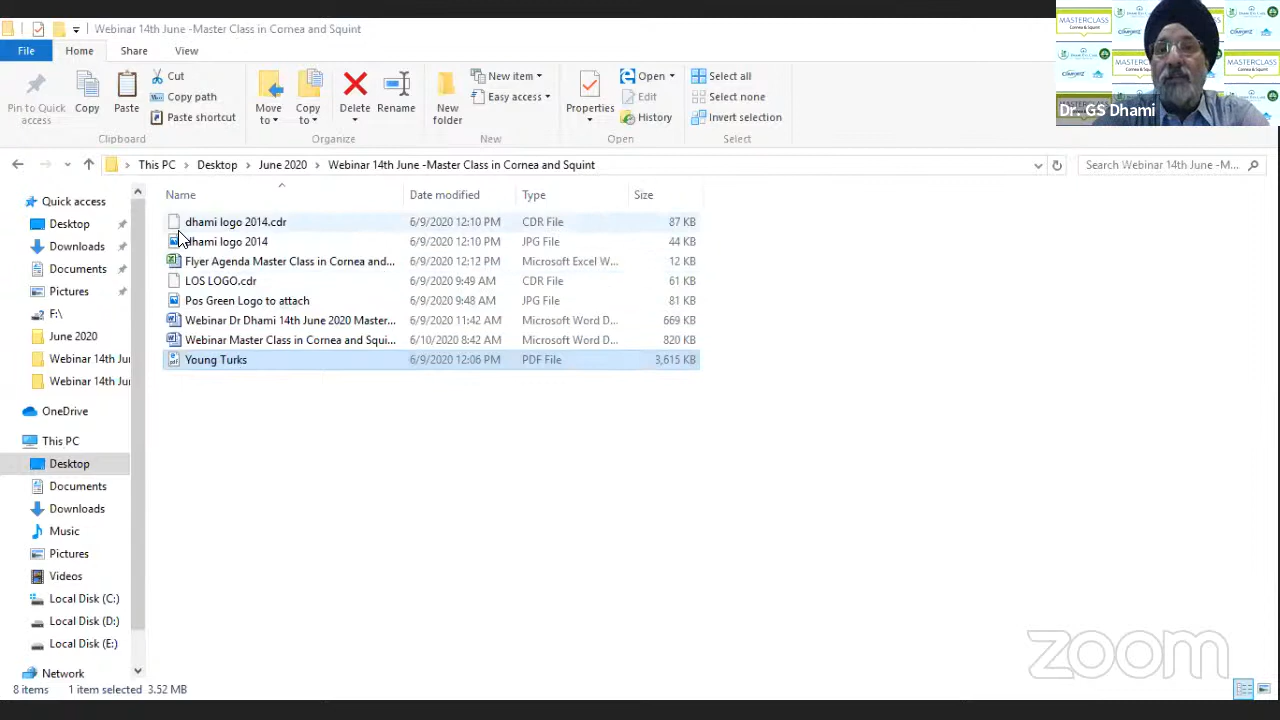 Webinar 14th June -Master Class in Cornea and Squint
File Home Share View
Pin to Quick access
Copy
Paste
Cut
Copy path
Paste shortcut
Clipboard
Move to
Copy to
Delete
Rename
Organize
New folder
New item
Easy access
New
Properties
Open
Edit
History
Open
Select all
Select none
Invert selection
Select
MASTERCLASS
Dr. GS Dhami
This PC > Desktop > June 2020 > Webinar 14th June -Master Class in Cornea and Squint
Search Webinar 14th June -M...
Quick access
Desktop
Downloads
Documents
Pictures
F:\
June 2020
Webinar 14th Jur
Webinar 14th Jur
OneDrive
This PC
Desktop
Documents
Downloads
Music
Pictures
Videos
Local Disk (C:)
Local Disk (D:)
Local Disk (E:)
Network
Name Date modified Type Size
dhami logo 2014.cdr 6/9/2020 12:10 PM CDR File 87 KB
dhami logo 2014 6/9/2020 12:10 PM JPG File 44 KB
Flyer Agenda Master Class in Cornea and... 6/9/2020 12:12 PM Microsoft Excel W... 12 KB
LOS LOGO.cdr 6/9/2020 9:49 AM CDR File 61 KB
Pos Green Logo to attach 6/9/2020 9:48 AM JPG File 81 KB
Webinar Dr Dhami 14th June 2020 Master... 6/9/2020 11:42 AM Microsoft Word D... 669 KB
Webinar Master Class in Cornea and Squi... 6/10/2020 8:42 AM Microsoft Word D... 820 KB
Young Turks 6/9/2020 12:06 PM PDF File 3,615 KB
zoom
8 items 1 item selected 3.52 MB